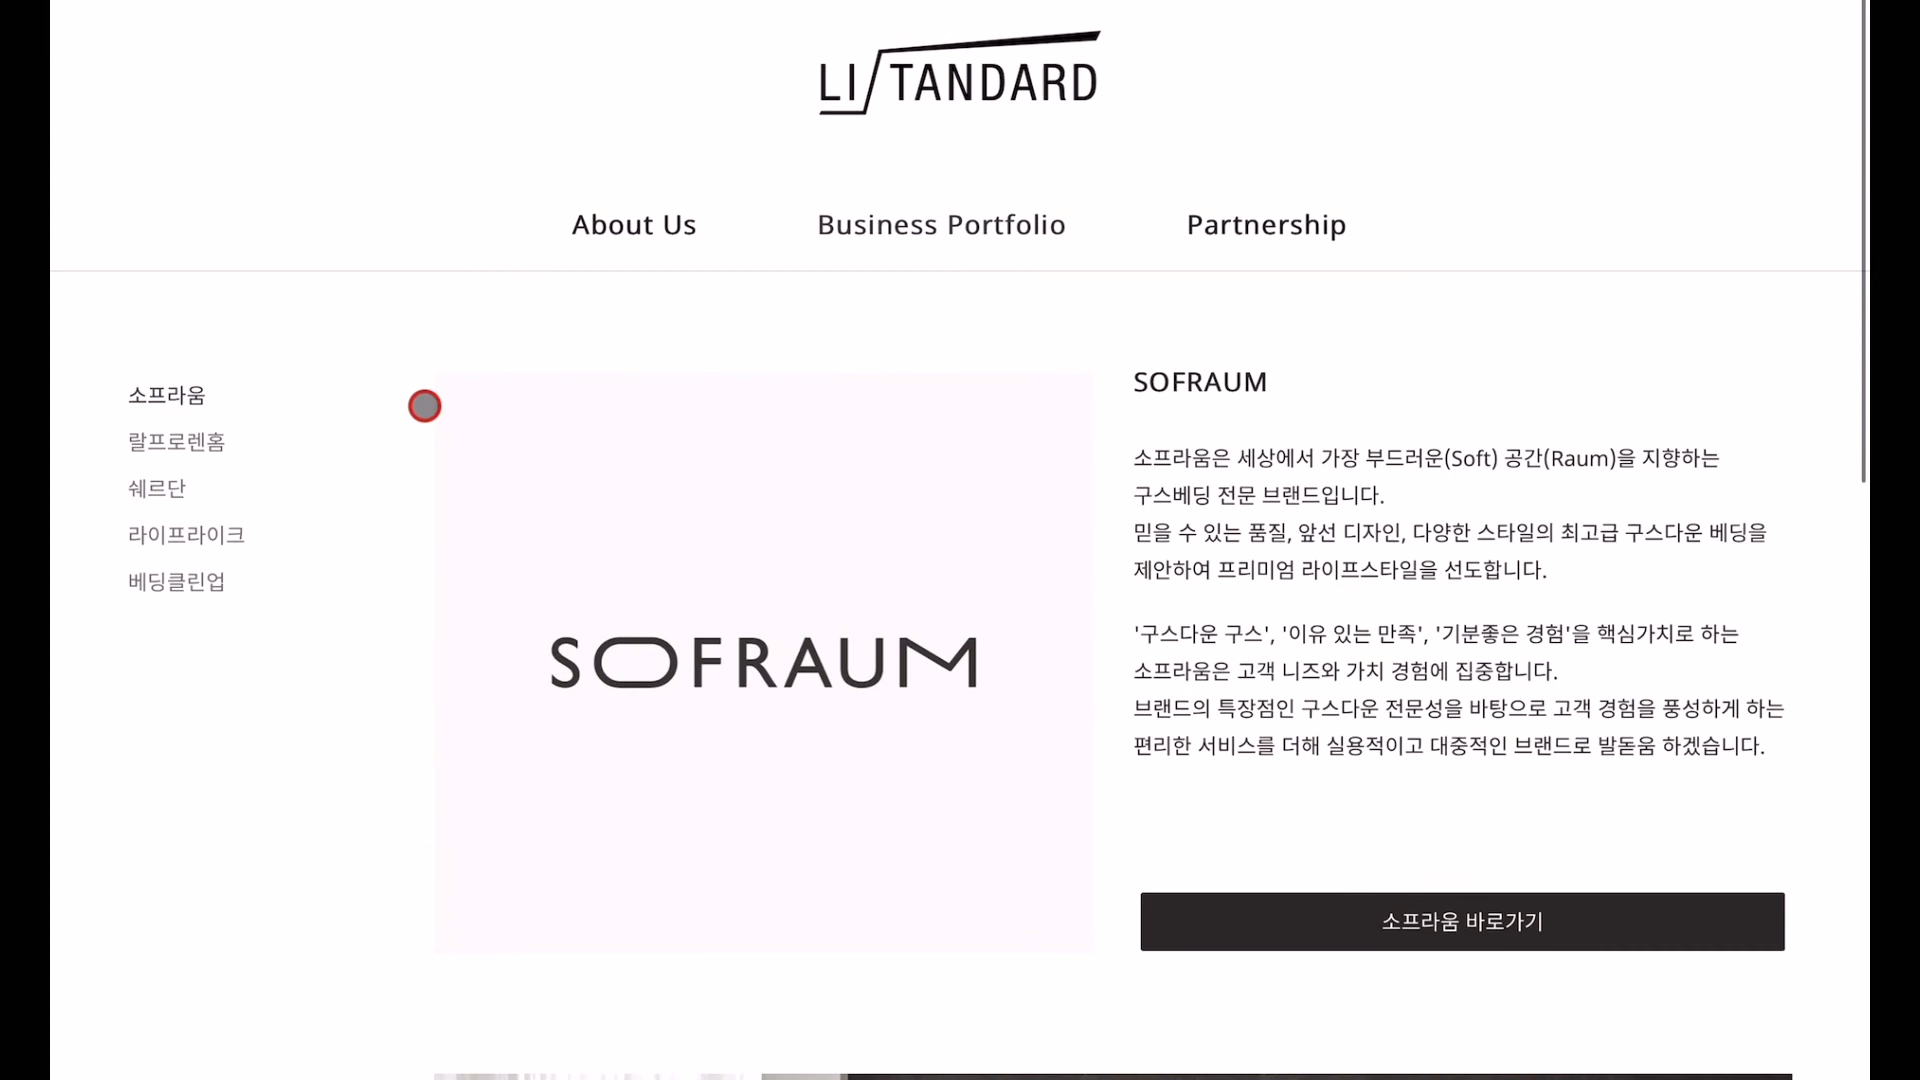 LI/TANDARD
About Us
Business Portfolio
Partnership
소프라움
랄프로렌홈
쉐르단
라이프라이크
베딩클린업
SOFRAUM
SOFRAUM
소프라움은 세상에서 가장 부드러운(Soft) 공간(Raum)을 지향하는
구스베딩 전문 브랜드입니다.
믿을 수 있는 품질, 앞선 디자인, 다양한 스타일의 최고급 구스다운 베딩을
제안하여 프리미엄 라이프스타일을 선도합니다.
'구스다운 구스', '이유 있는 만족', '기분좋은 경험'을 핵심가치로 하는
소프라움은 고객 니즈와 가치 경험에 집중합니다.
브랜드의 특장점인 구스다운 전문성을 바탕으로 고객 경험을 풍성하게 하는
편리한 서비스를 더해 실용적이고 대중적인 브랜드로 발돋움 하겠습니다.
소프라움 바로가기